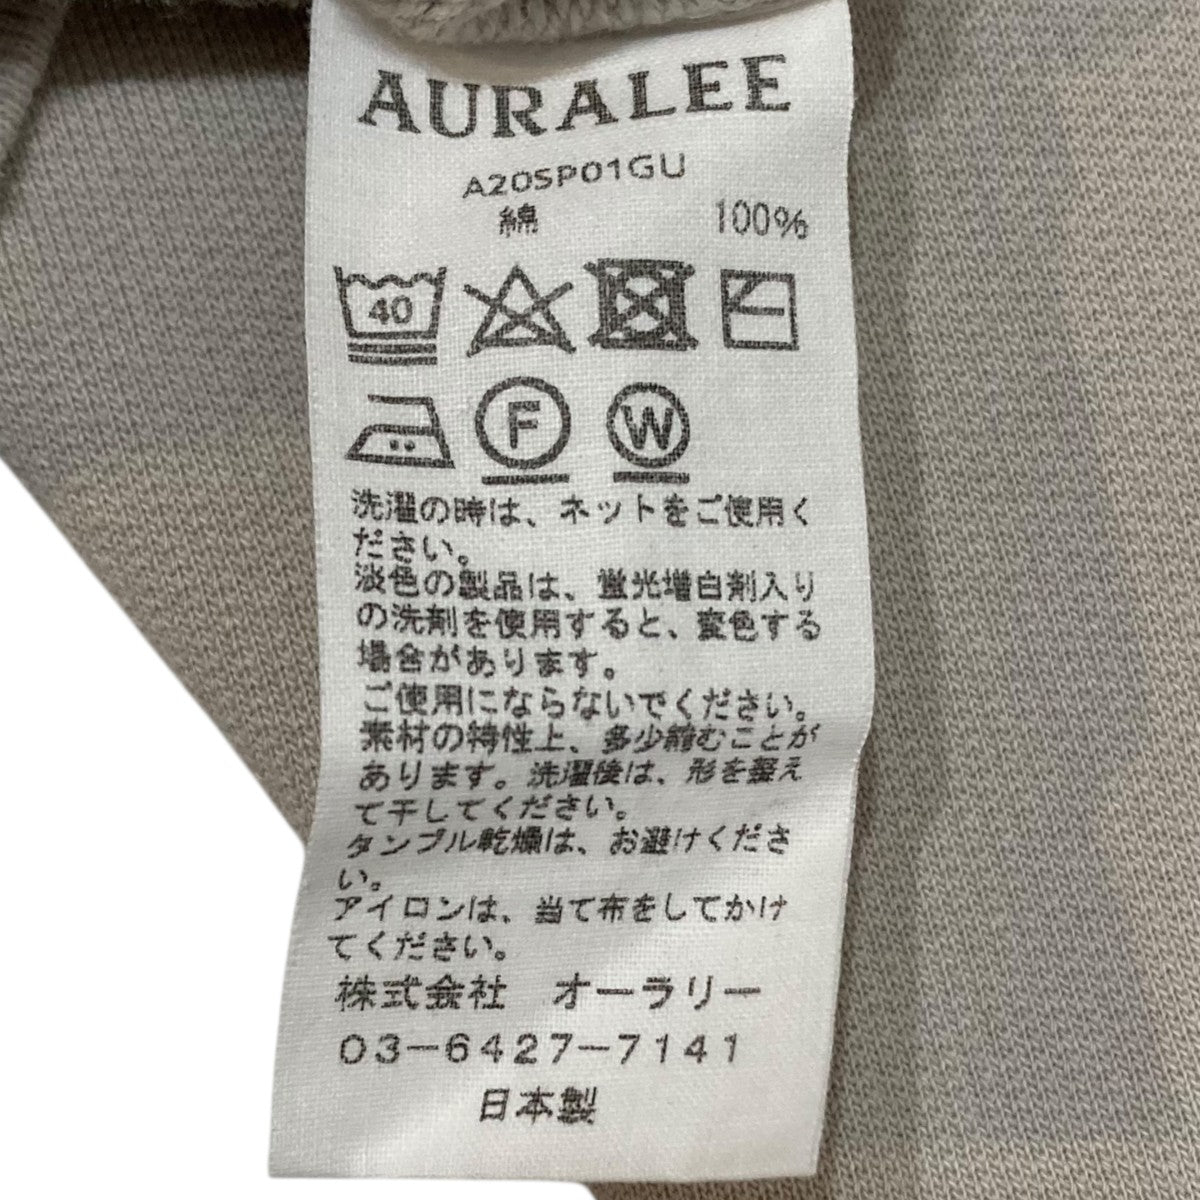 AURALEE
A20SP01GU
綿 100%
40
F W
洗濯の時は、ネットをご使用く
ださい。
淡色の製品は、蛍光増白剤入り
の洗剤を使用すると、変色する
場合があります。
ご使用にならないでください。
素材の特性上、多少縮むことが
あります。洗濯後は、形を整え
て干してください。
タンブル乾燥は、お避けくださ
い。
アイロンは、当て布をしてかけ
てください。
株式会社 オーラリー
03-6427-7141
日本製